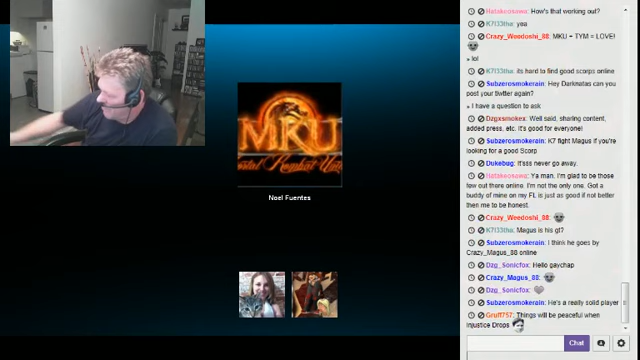 Hatakeosowa: How's that working out?
K7l33tha: yea
Crazy_Weedoshi_88: MKU - TYM = LOVE!
» lol
K7l33tha: its hard to find good scorps online
Subzerosmokerain: Hey Darknatas can you
post your twtter again?
» I have a question to ask
Dzgxsmokex: Well said, sharing content,
added press, etc. It's good for everyone!
Subzerosmokerain: K7 fight Magus if you're
looking for a good Scorp
Dukebug: It'sss never go away.
Hatakeosowa: Ya man. I'm glad to be those
few out there online. I'm not the only one. Got a
buddy of mine on my FL is just as good if not better
then me to be honest.
Crazy_Weedoshi_88:
K7l33tha: Magus is his gt?
Subzerosmokerain: I think he goes by
Crazy_Magus_88 online
Dzg_Sonicfox: Hello gaychap
Crazy_Magus_88:
Dzg_Sonicfox:
Subzerosmokerain: He's a really solid player
Gruff757: Things will be peaceful when
Injustice Drops
Chat
MKU
Noel Fuentes